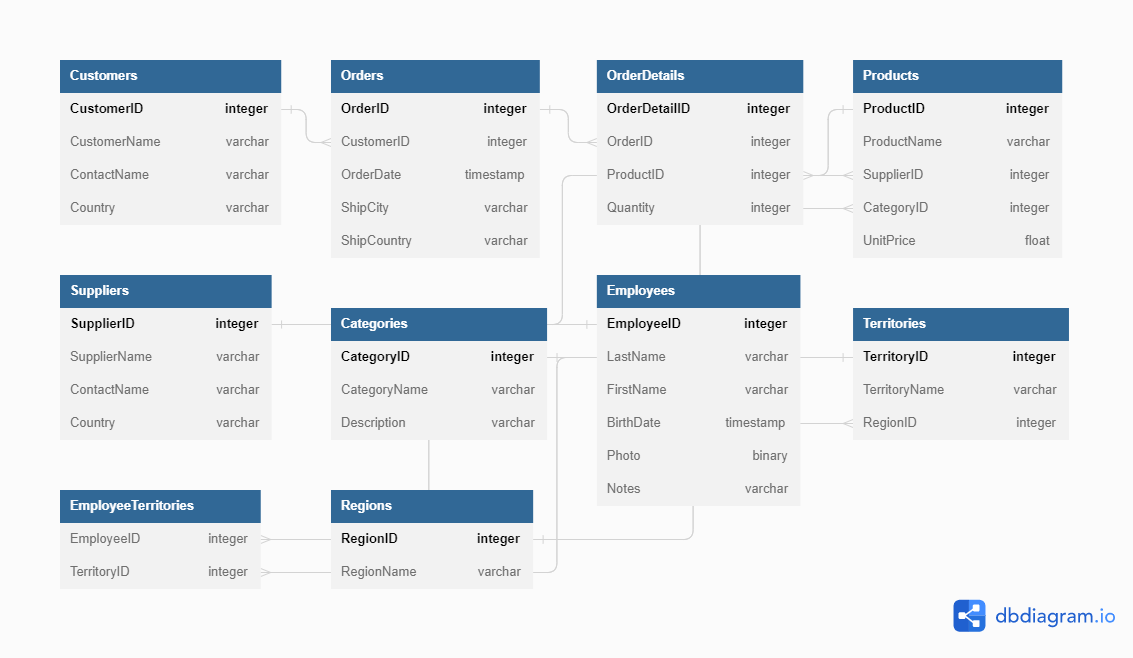 Customers
CustomerID integer
CustomerName varchar
ContactName varchar
Country varchar
Orders
OrderID integer
CustomerID integer
OrderDate timestamp
ShipCity varchar
ShipCountry varchar
OrderDetails
OrderDetailID integer
OrderID integer
ProductID integer
Quantity integer
Products
ProductID integer
ProductName varchar
SupplierID integer
CategoryID integer
UnitPrice float
Suppliers
SupplierID integer
SupplierName varchar
ContactName varchar
Country varchar
Categories
CategoryID integer
CategoryName varchar
Description varchar
Employees
EmployeeID integer
LastName varchar
FirstName varchar
BirthDate timestamp
Photo binary
Notes varchar
Territories
TerritoryID integer
TerritoryName varchar
RegionID integer
EmployeeTerritories
EmployeeID integer
TerritoryID integer
Regions
RegionID integer
RegionName varchar
dbdiagram.io